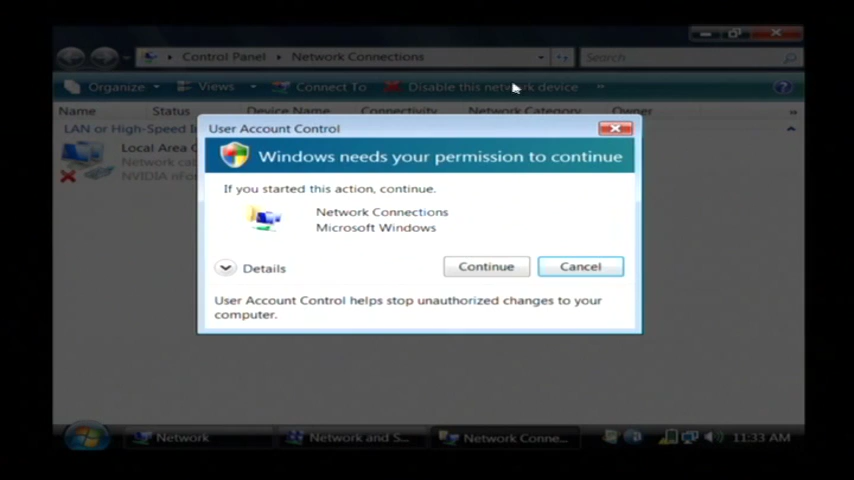 Control Panel
Network Connections
Search
Organize
Views
Connect To
Disable this network device
Name
Status
Device Name
Connectivity
Network Category
Owner
LAN or High-Speed
Local Area
Network
NVIDIA
User Account Control
Windows needs your permission to continue
If you started this action, continue.
Network Connections
Microsoft Windows
Details
Continue
Cancel
User Account Control helps stop unauthorized changes to your
computer.
Network
Network and S...
Network Conne...
11:33 AM